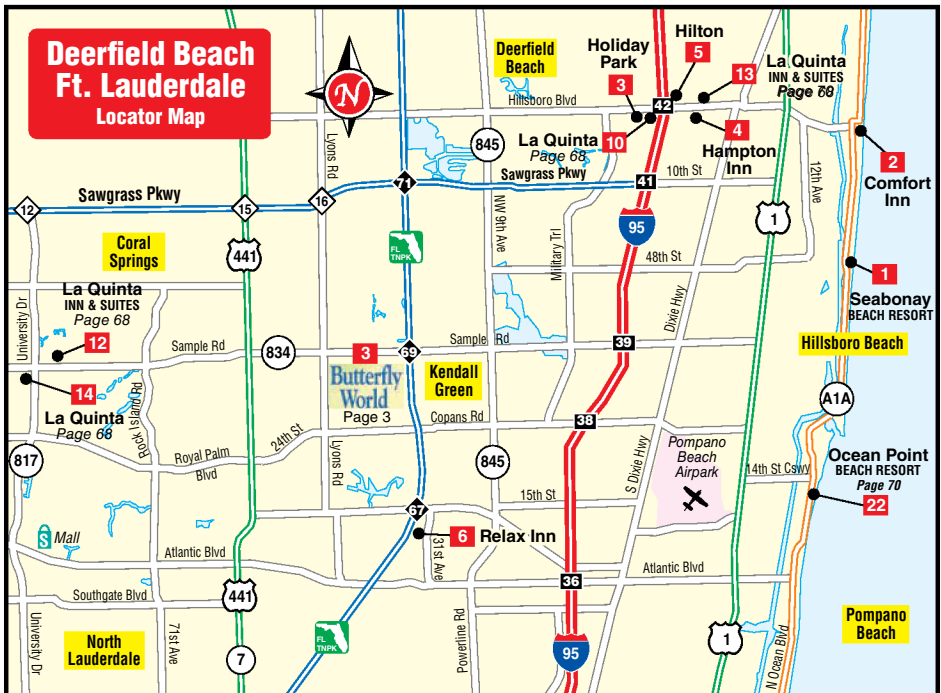 Deerfield Beach
Ft. Lauderdale
Locator Map
N
Deerfield
Beach
Holiday
Park
3
Hilton
5
13
La Quinta
INN & SUITES
Hillsboro Blvd
42
La Quinta
Page 68
10
4
Hampton
Inn
2
Comfort
Inn
845
Lyons Rd
NW 9th Ave
Sawgrass Pkwy
Sawgrass Pkwy
71
41
10th St
12th Ave
12
15
16
441
FL
TNPK
95
1
Military Trl
48th St
Dixie Hwy
1
Seabonay
BEACH RESORT
Coral
Springs
La Quinta
INN & SUITES
Page 68
12
University Dr
Sample Rd
834
3
Butterfly
World
Page 3
69
Sample Rd
Kendall
Green
39
Hillsboro Beach
14
La Quinta
Page 68
Rock Island Rd
24th St
Copans Rd
38
A1A
Royal Palm
Blvd
817
Lyons Rd
845
S Dixie Hwy
Pompano
Beach
Airpark
14th St Cswy
Ocean Point
BEACH RESORT
Page 70
22
15th St
67
6
Relax Inn
31st Ave
S
Mall
Atlantic Blvd
Atlantic Blvd
36
Southgate Blvd
441
University Dr
North
Lauderdale
71st Ave
7
FL
TNPK
Powerline Rd
95
1
N Ocean Blvd
Pompano
Beach